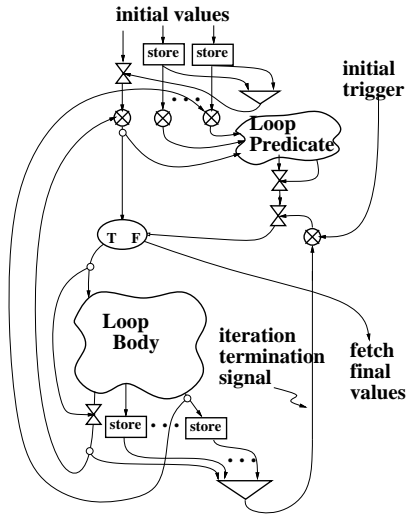 initial values
store
store
initial
trigger
Loop
Predicate
T F
Loop
Body
iteration
termination
signal
fetch
final
values
store
store